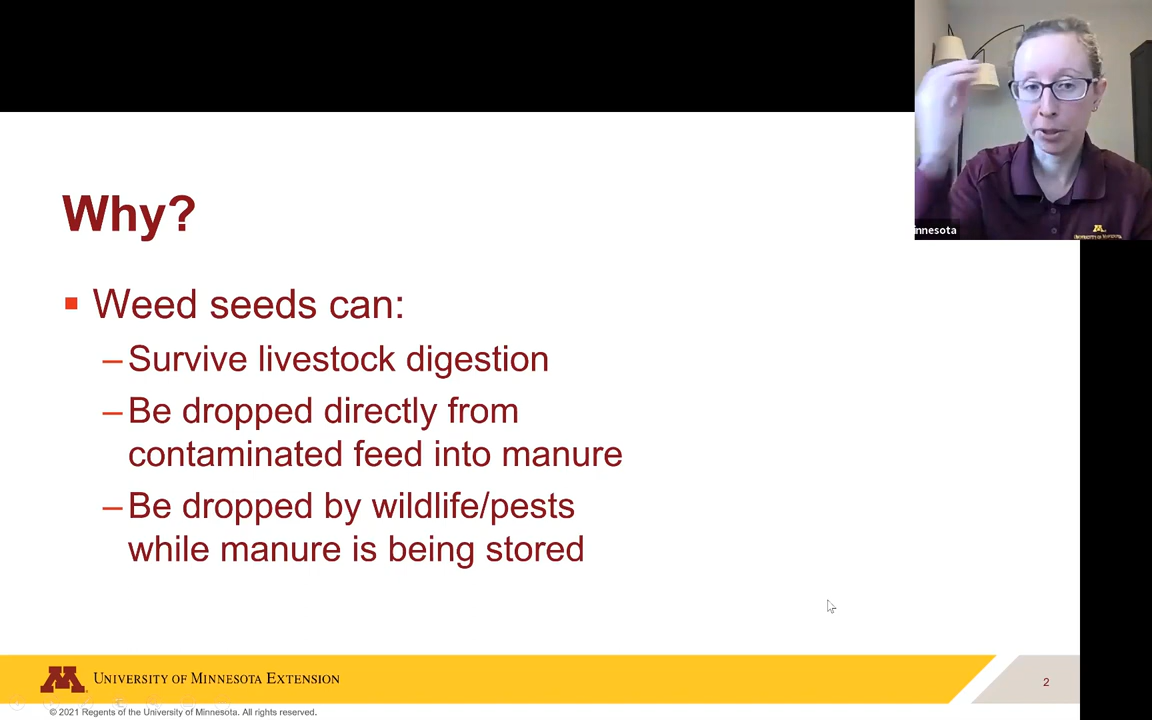 innesota
Why?
Weed seeds can:
–Survive livestock digestion
–Be dropped directly from
contaminated feed into manure
–Be dropped by wildlife/pests
while manure is being stored
UNIVERSITY OF MINNESOTA EXTENSION
2
© 2021 Regents of the University of Minnesota. All rights reserved.